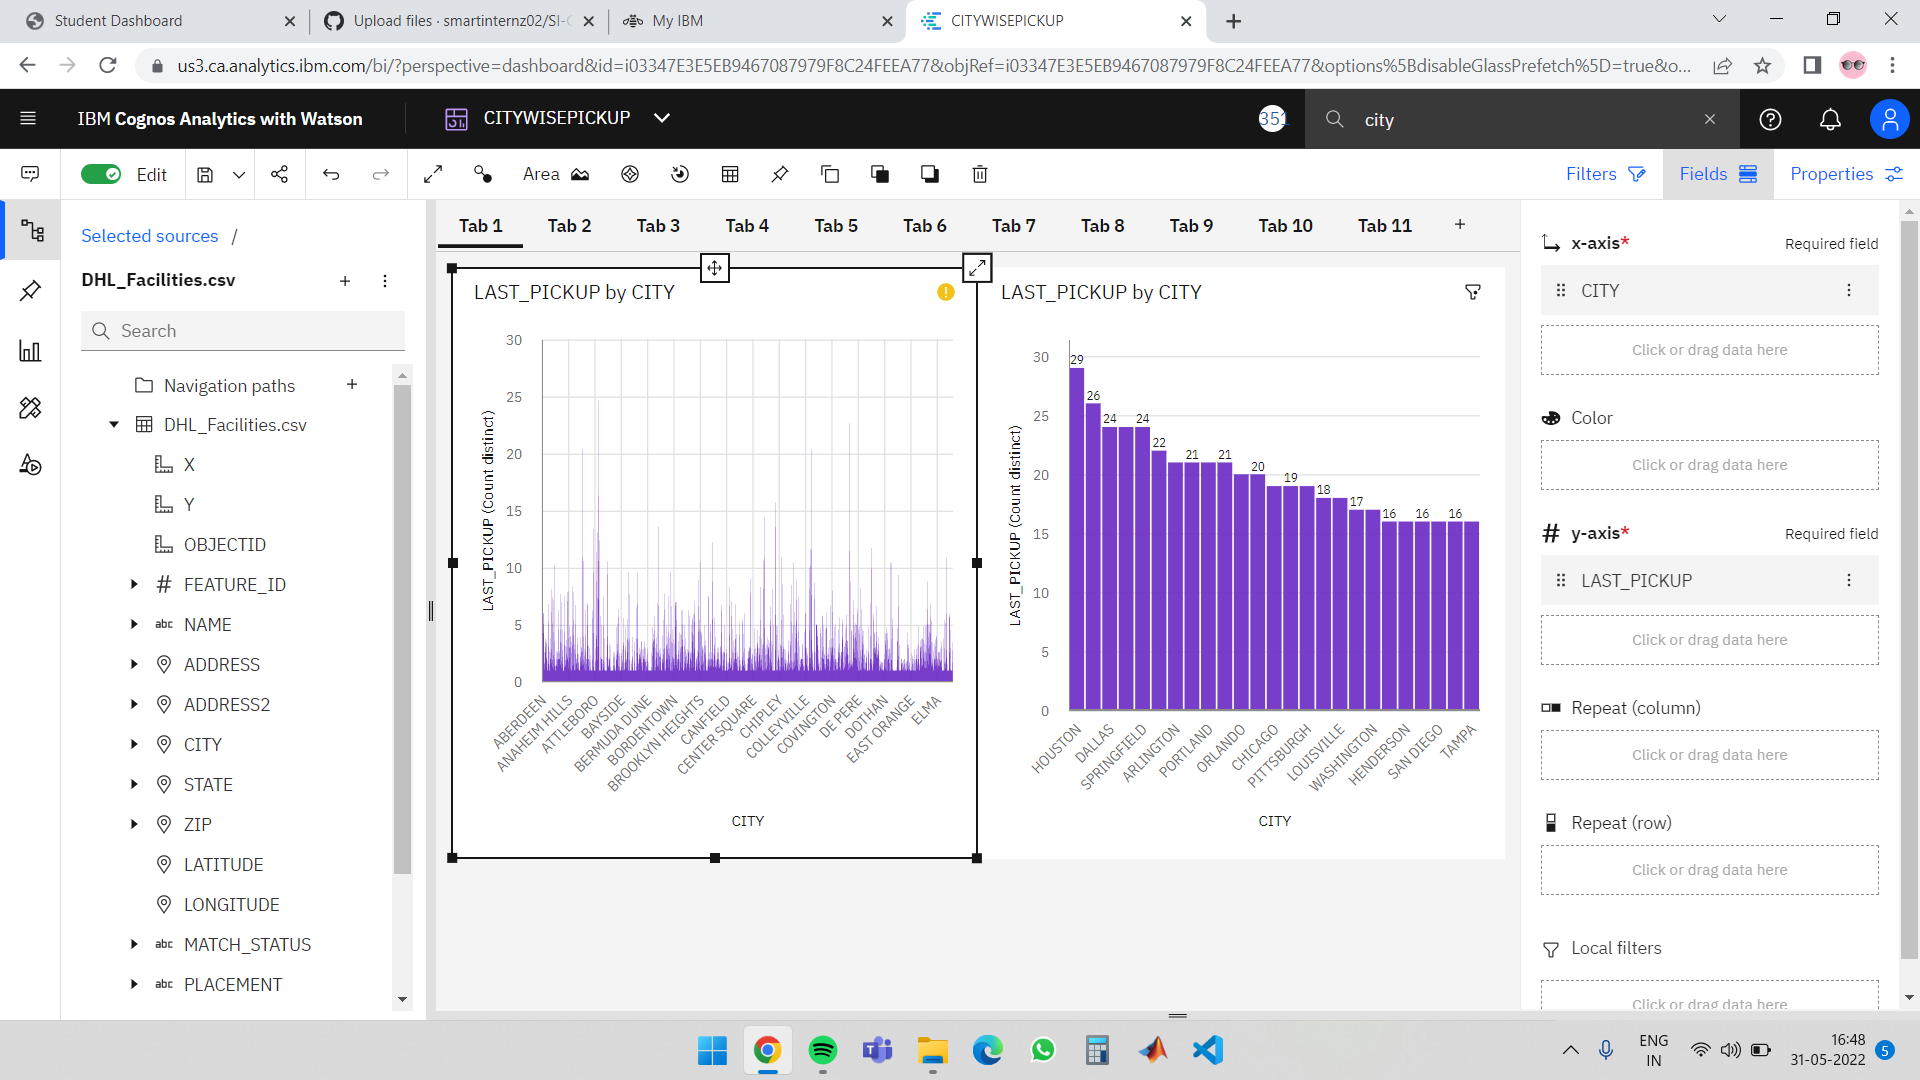 Student Dashboard
Upload files · smartinternz02/SI-G
My IBM
CITYWISEPICKUP
us3.ca.analytics.ibm.com/bi/?perspective=dashboard&id=i03347E3E5EB9467087979F8C24FEEA77&objRef=i03347E3E5EB9467087979F8C24FEEA77&options%5BdisableGlassPrefetch%5D=true&o...
IBM Cognos Analytics with Watson
CITYWISEPICKUP
351
city
Edit
Area
Filters
Fields
Properties
Selected sources /
DHL_Facilities.csv
Search
Navigation paths
DHL_Facilities.csv
X
Y
OBJECTID
# FEATURE_ID
abc NAME
ADDRESS
ADDRESS2
CITY
STATE
ZIP
LATITUDE
LONGITUDE
abc MATCH_STATUS
abc PLACEMENT
Tab 1 Tab 2 Tab 3 Tab 4 Tab 5 Tab 6 Tab 7 Tab 8 Tab 9 Tab 10 Tab 11 +
LAST_PICKUP by CITY
LAST_PICKUP (Count distinct)
30
25
20
15
10
5
0
ABERDEEN
ANAHEIM HILLS
ATTLEBORO
BAYSIDE
BERMUDA DUNE
BORDENTOWN
BROOKLYN HEIGHTS
CANFIELD
CENTER SQUARE
CHIPLEY
COLLEYVILLE
COVINGTON
DE PERE
DOTHAN
EAST ORANGE
ELMA
CITY
LAST_PICKUP by CITY
LAST_PICKUP (Count distinct)
30
25
20
15
10
5
0
29
26
24
24
22
21
21
20
19
18
17
16
16
16
HOUSTON
DALLAS
SPRINGFIELD
ARLINGTON
PORTLAND
ORLANDO
CHICAGO
PITTSBURGH
LOUISVILLE
WASHINGTON
HENDERSON
SAN DIEGO
TAMPA
CITY
x-axis* Required field
CITY
Click or drag data here
Color
Click or drag data here
# y-axis* Required field
LAST_PICKUP
Click or drag data here
Repeat (column)
Click or drag data here
Repeat (row)
Click or drag data here
Local filters
Click or drag data here
ENG
IN
16:48
31-05-2022
5